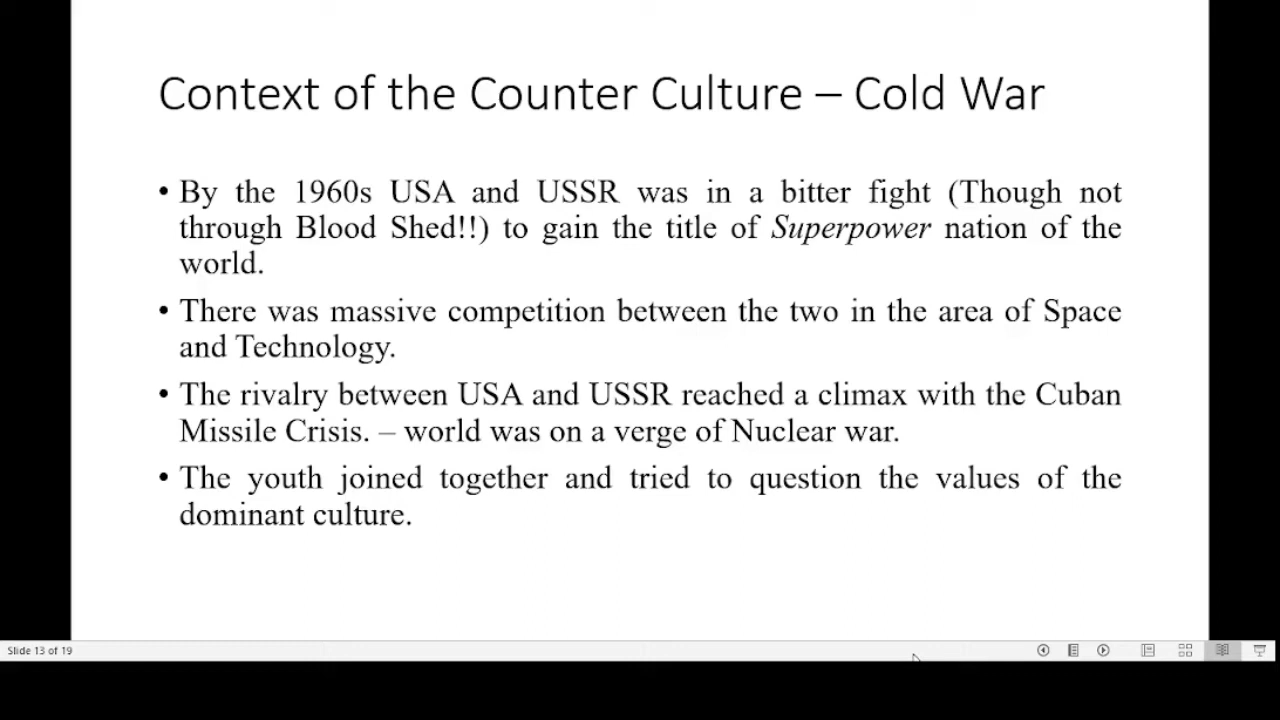 Context of the Counter Culture – Cold War
• By the 1960s USA and USSR was in a bitter fight (Though not
through Blood Shed!!) to gain the title of Superpower nation of the
world.
• There was massive competition between the two in the area of Space
and Technology.
• The rivalry between USA and USSR reached a climax with the Cuban
Missile Crisis. – world was on a verge of Nuclear war.
• The youth joined together and tried to question the values of the
dominant culture.
Slide 13 of 19